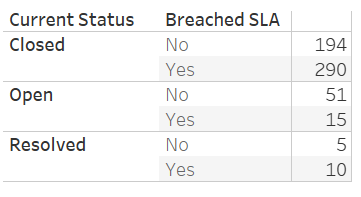 Current Status Breached SLA
Closed No 194
Yes 290
Open No 51
Yes 15
Resolved No 5
Yes 10